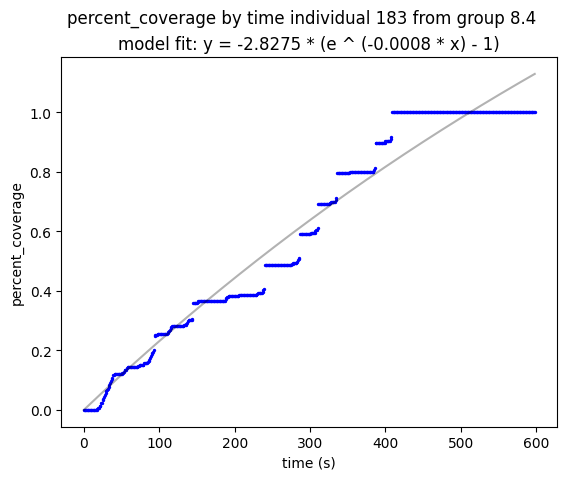 percent_coverage by time individual 183 from group 8.4
model fit: y = -2.8275 * (e ^ (-0.0008 * x) - 1)
percent_coverage
1.0
0.8
0.6
0.4
0.2
0.0
0 100 200 300 400 500 600
time (s)